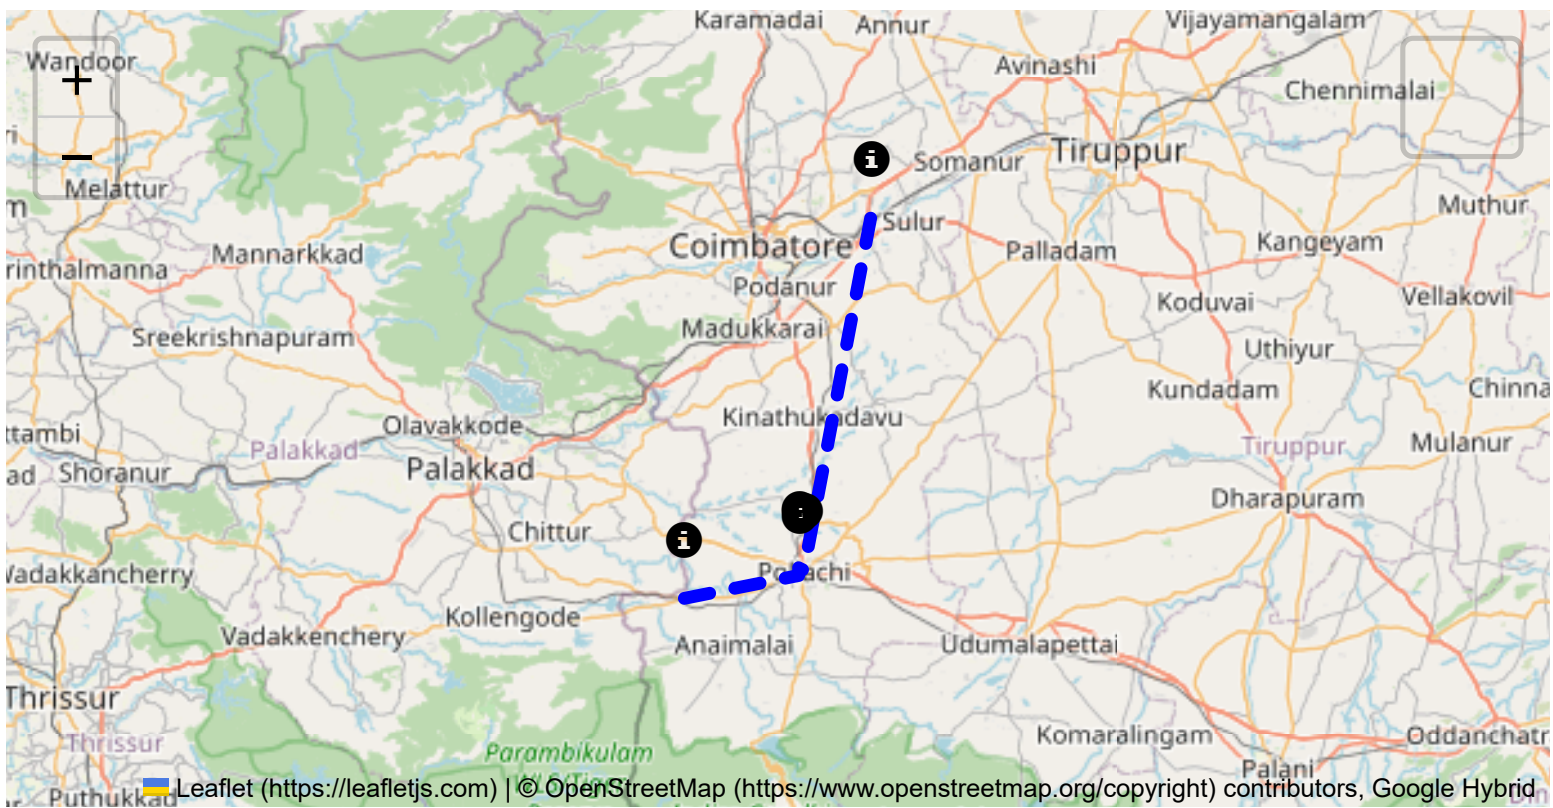 Karamadai
Annur
Vijayamangalam
Wandoor
+
Avinashi
Chennimalai
−
Somanur
Tiruppur
Melattur
Muthur
Sulur
Coimbatore
Mannarkkad
Palladam
Kangeyam
rinthalmanna
Podanur
Koduvai
Vellakovil
Madukkarai
Sreekrishnapuram
Uthiyur
Kundadam
Chinna
Kinathukadavu
Olavakkode
ttambi
Palakkad
Tiruppur
Mulanur
ad
Shoranur
Palakkad
Dharapuram
Chittur
Wadakkancherry
Pollachi
Kollengode
Vadakkenchery
Anaimalai
Udumalapettai
Thrissur
Komaralingam
Oddanchatr
Thrissur
Parambikulam
Palani
Leaflet (https://leafletjs.com) | © OpenStreetMap (https://www.openstreetmap.org/copyright) contributors, Google Hybrid
Puthukkad